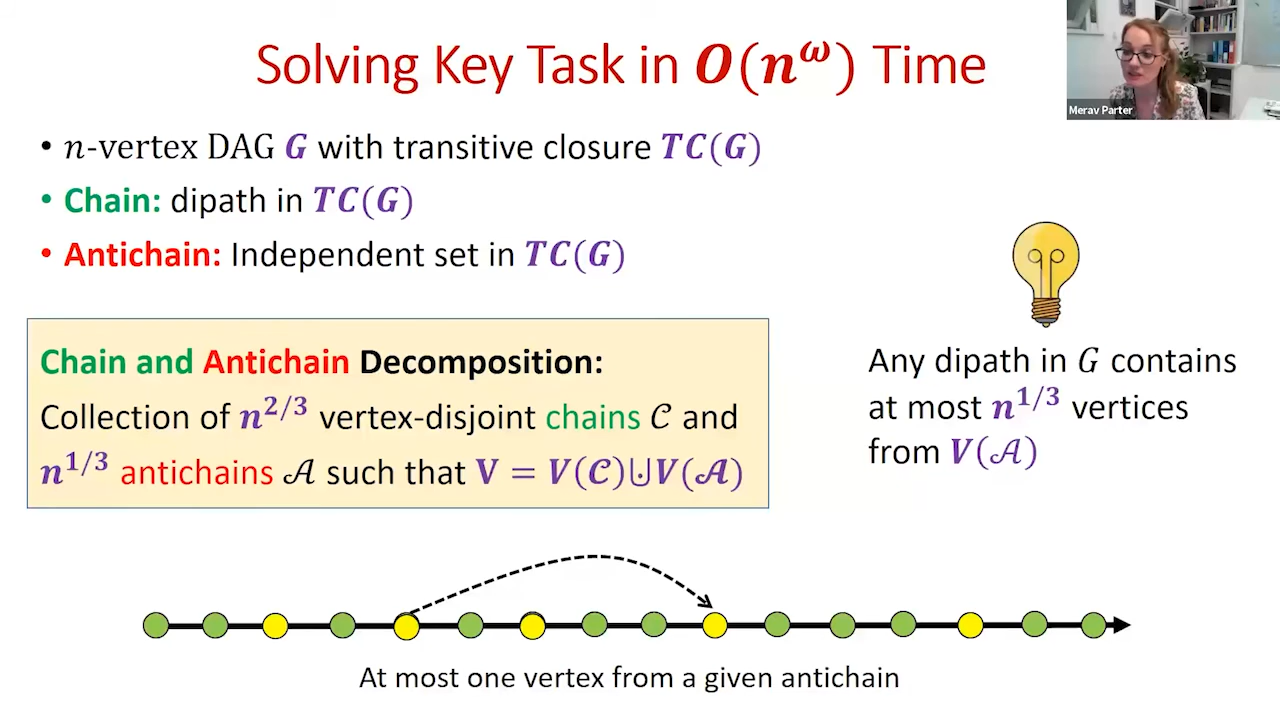 Solving Key Task in O(n^ω) Time
Merav Parter
• n-vertex DAG G with transitive closure TC(G)
• Chain: dipath in TC(G)
• Antichain: Independent set in TC(G)
Chain and Antichain Decomposition:
Collection of n^{2/3} vertex-disjoint chains 𝒞 and
n^{1/3} antichains 𝒜 such that V = V(𝒞)⊍V(𝒜)
Any dipath in G contains
at most n^{1/3} vertices
from V(𝒜)
At most one vertex from a given antichain